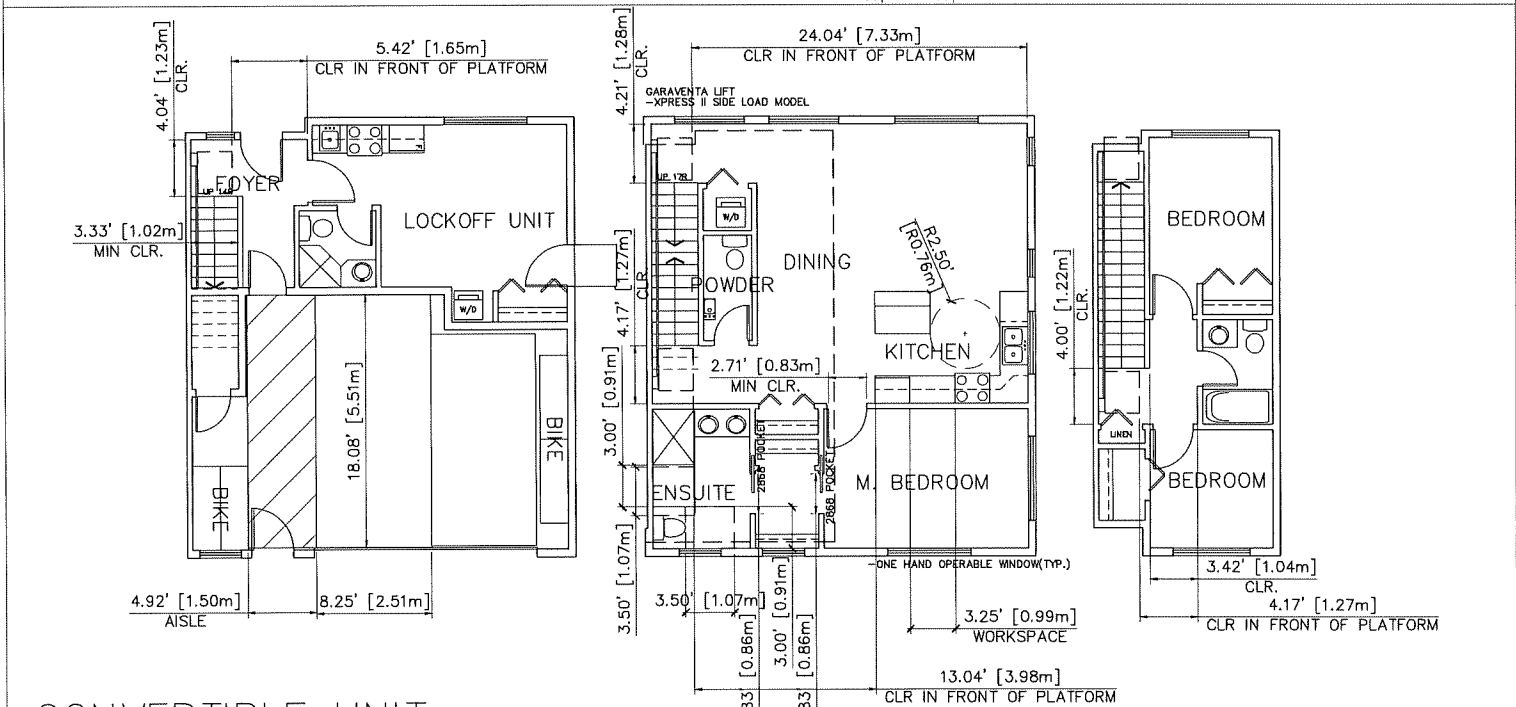 5.42' [1.65m]
CLR IN FRONT OF PLATFORM
4.04' [1.23m]
CLR.
FOYER
LOCKOFF UNIT
3.33' [1.02m]
MIN CLR.
W/D
18.08' [5.51m]
BIKE
BIKE
4.92' [1.50m]
AISLE
8.25' [2.51m]
24.04' [7.33m]
CLR IN FRONT OF PLATFORM
4.21' [1.28m]
CLR.
GARAVENTA LIFT
-XPRESS II SIDE LOAD MODEL
UP 17R
W/D
DINING
POWDER
R2.50'
[R0.76m]
KITCHEN
4.17' [1.27m]
CLR.
2.71' [0.83m]
MIN CLR.
3.00' [0.91m]
2868 POCKET
2868 POCKET
ENSUITE
M. BEDROOM
-ONE HAND OPERABLE WINDOW(TYP.)
3.50' [1.07m]
3.50' [1.07m]
3.00' [0.91m]
[0.86m]
[0.86m]
3.25' [0.99m]
WORKSPACE
13.04' [3.98m]
CLR IN FRONT OF PLATFORM
BEDROOM
4.00' [1.22m]
CLR.
LINEN
BEDROOM
3.42' [1.04m]
CLR.
4.17' [1.27m]
CLR IN FRONT OF PLATFORM
CONVERTIBLE UNIT